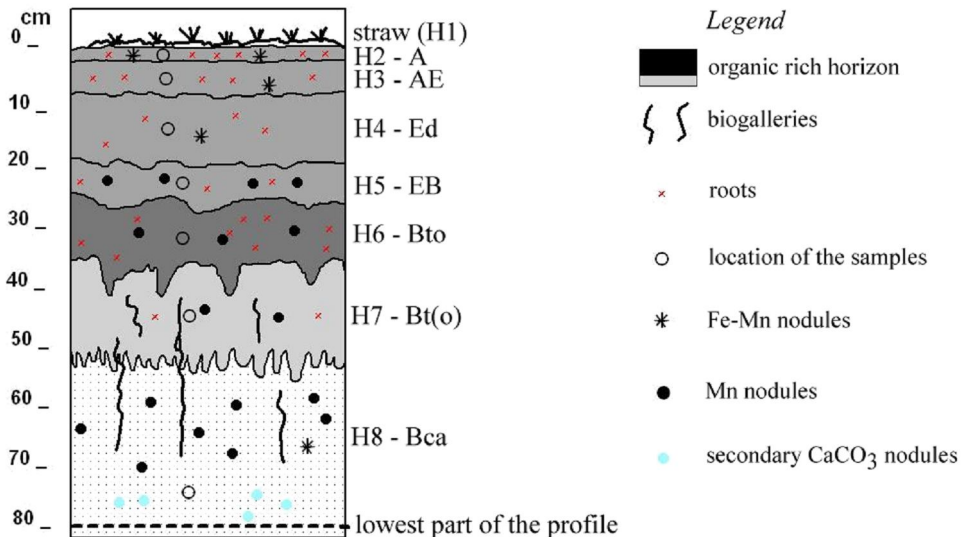 cm
0 _
10 _
20 _
30 _
40 _
50 _
60 _
70 _
80 _
straw (H1)
H2 - A
H3 - AE
H4 - Ed
H5 - EB
H6 - Bto
H7 - Bt(o)
H8 - Bca
lowest part of the profile
Legend
organic rich horizon
biogalleries
roots
location of the samples
Fe-Mn nodules
Mn nodules
secondary CaCO₃ nodules